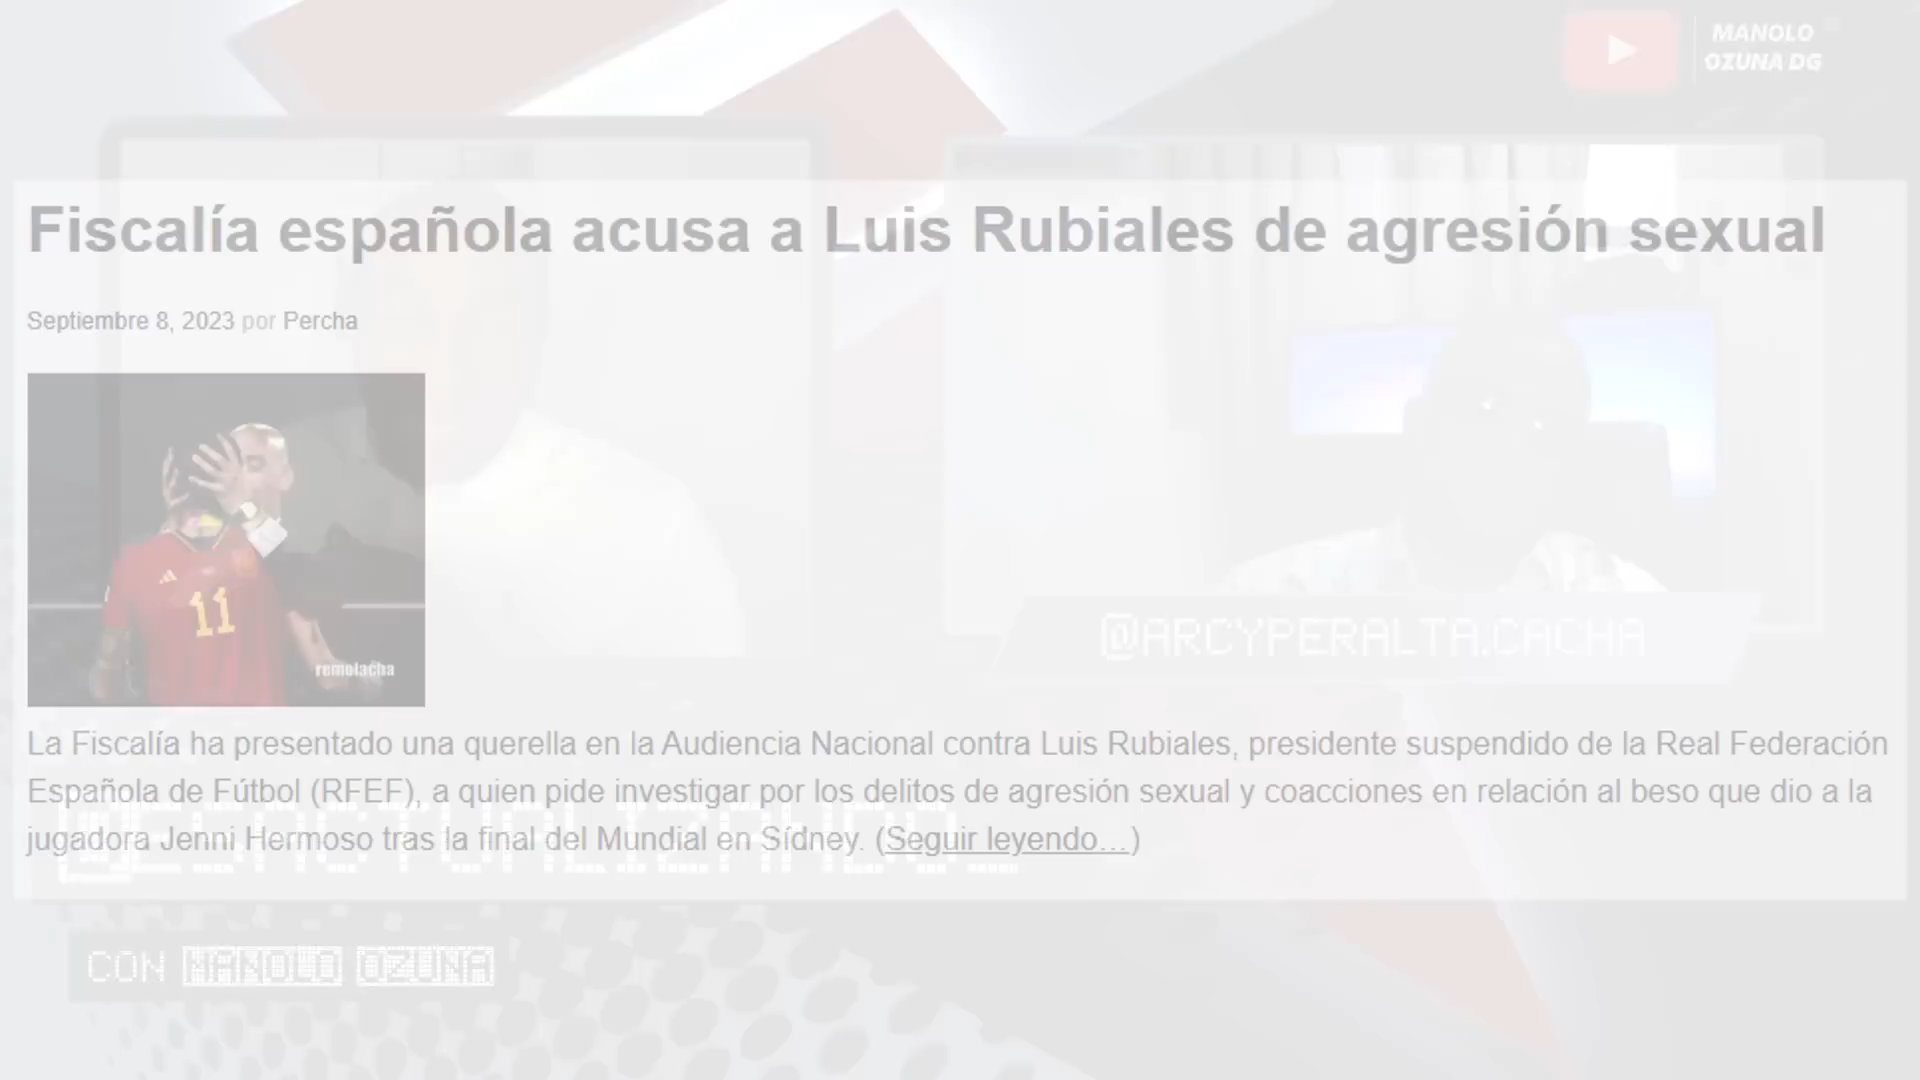 MANOLO
OZUNA DG
Fiscalía española acusa a Luis Rubiales de agresión sexual
Septiembre 8, 2023 por Percha
11
remolacha
@ARCYPERALTA.CACHA
La Fiscalía ha presentado una querella en la Audiencia Nacional contra Luis Rubiales, presidente suspendido de la Real Federación
Española de Fútbol (RFEF), a quien pide investigar por los delitos de agresión sexual y coacciones en relación al beso que dio a la
jugadora Jenni Hermoso tras la final del Mundial en Sídney. (Seguir leyendo…)
@ESACTUALIZANDO_
CON MANOLO OZUNA